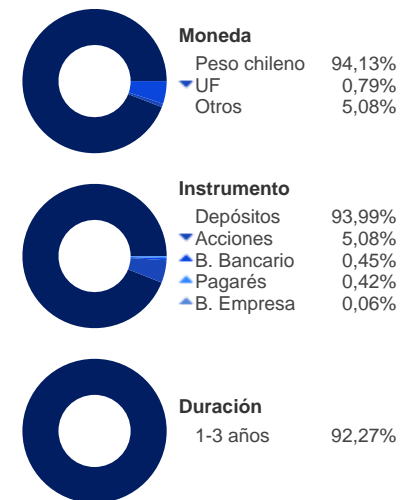 Moneda
Peso chileno 94,13%
UF 0,79%
Otros 5,08%
Instrumento
Depósitos 93,99%
Acciones 5,08%
B. Bancario 0,45%
Pagarés 0,42%
B. Empresa 0,06%
Duración
1-3 años 92,27%